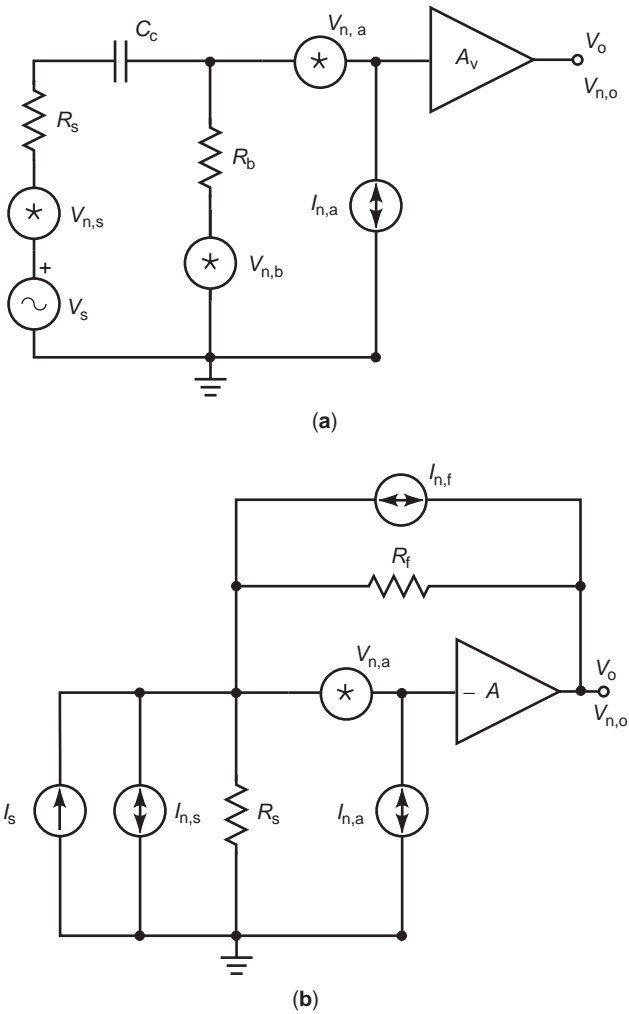 C_c
V_n, a
V_o
A_v
V_n,o
R_s
R_b
I_n,a
V_n,s
V_n,b
+
V_s
(a)
I_n,f
R_f
V_n,a
V_o
– A
V_n,o
I_s
I_n,s
R_s
I_n,a
(b)